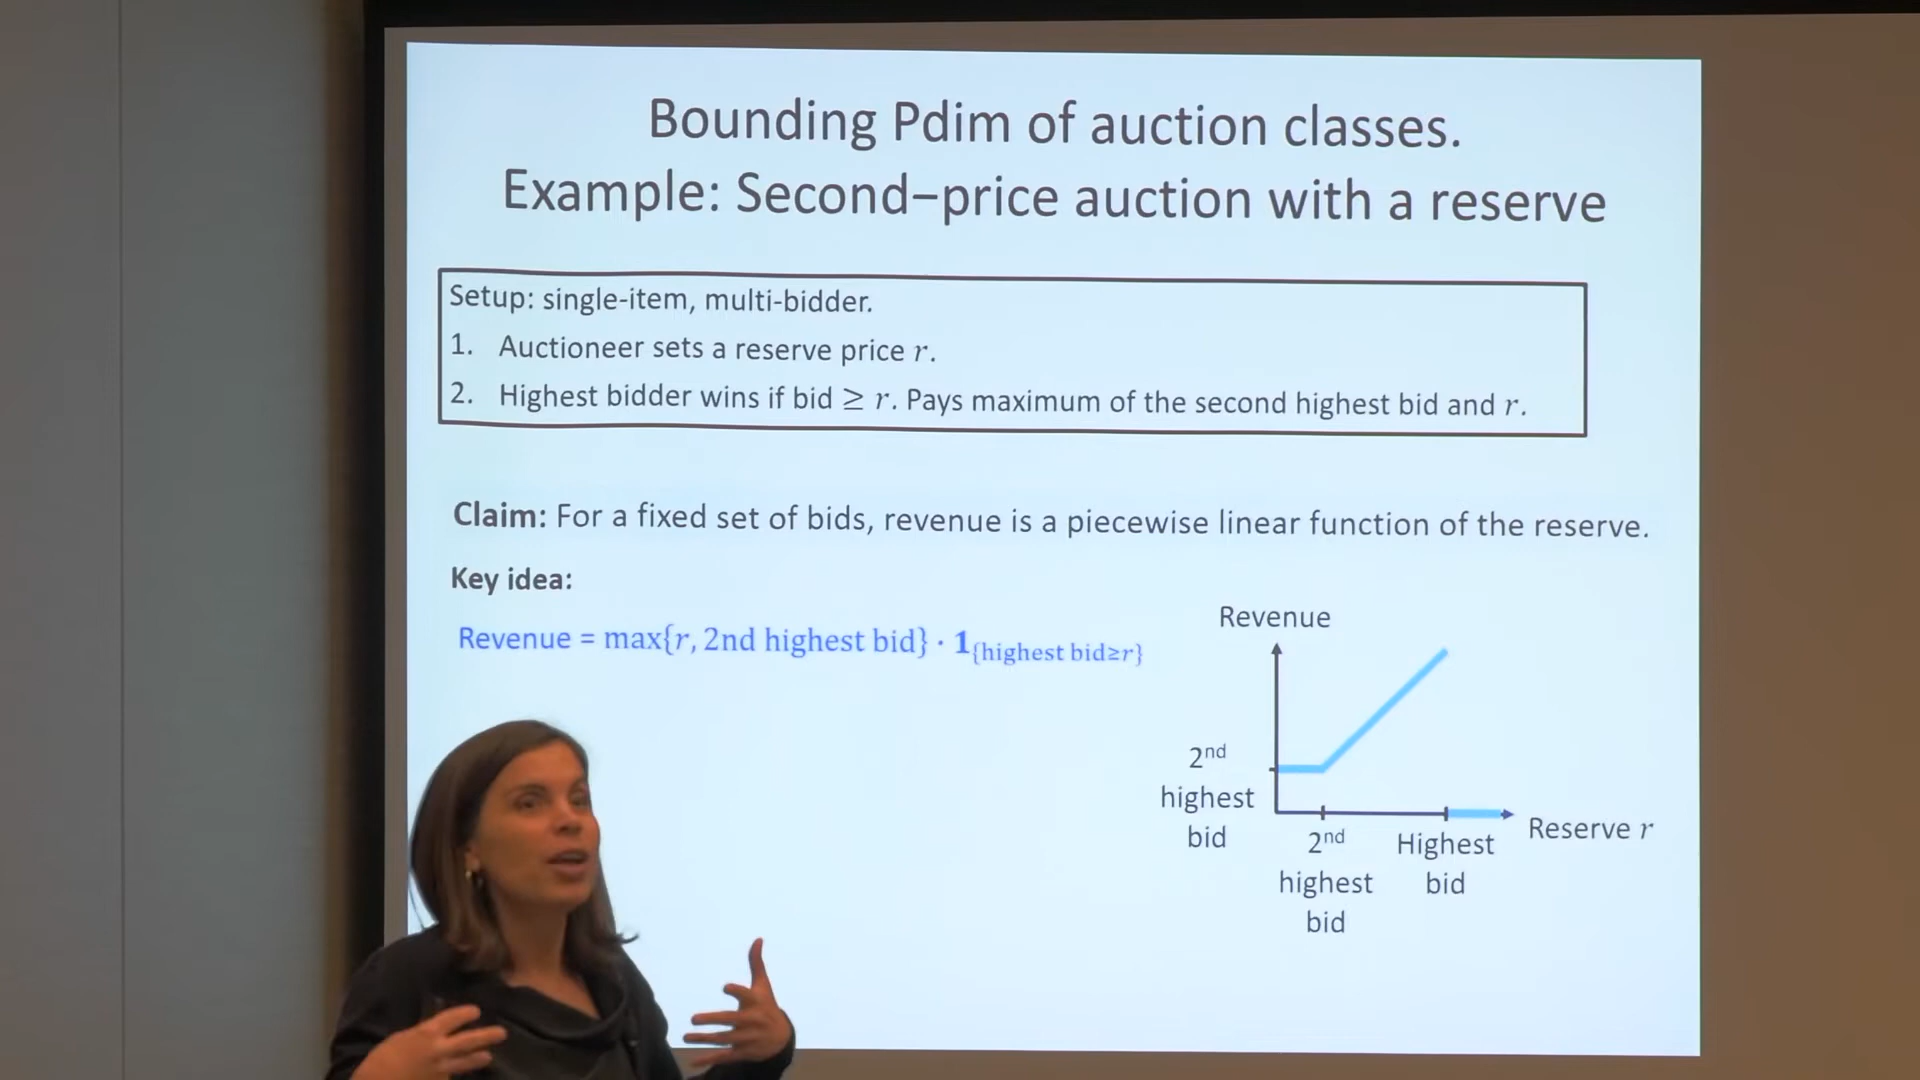 Bounding Pdim of auction classes.
Example: Second–price auction with a reserve
Setup: single-item, multi-bidder.
1. Auctioneer sets a reserve price r.
2. Highest bidder wins if bid ≥ r. Pays maximum of the second highest bid and r.
Claim: For a fixed set of bids, revenue is a piecewise linear function of the reserve.
Key idea:
Revenue = max{r, 2nd highest bid} · 1{highest bid≥r}
Revenue
2nd
highest
bid
2nd
highest
bid
Highest
bid
Reserve r